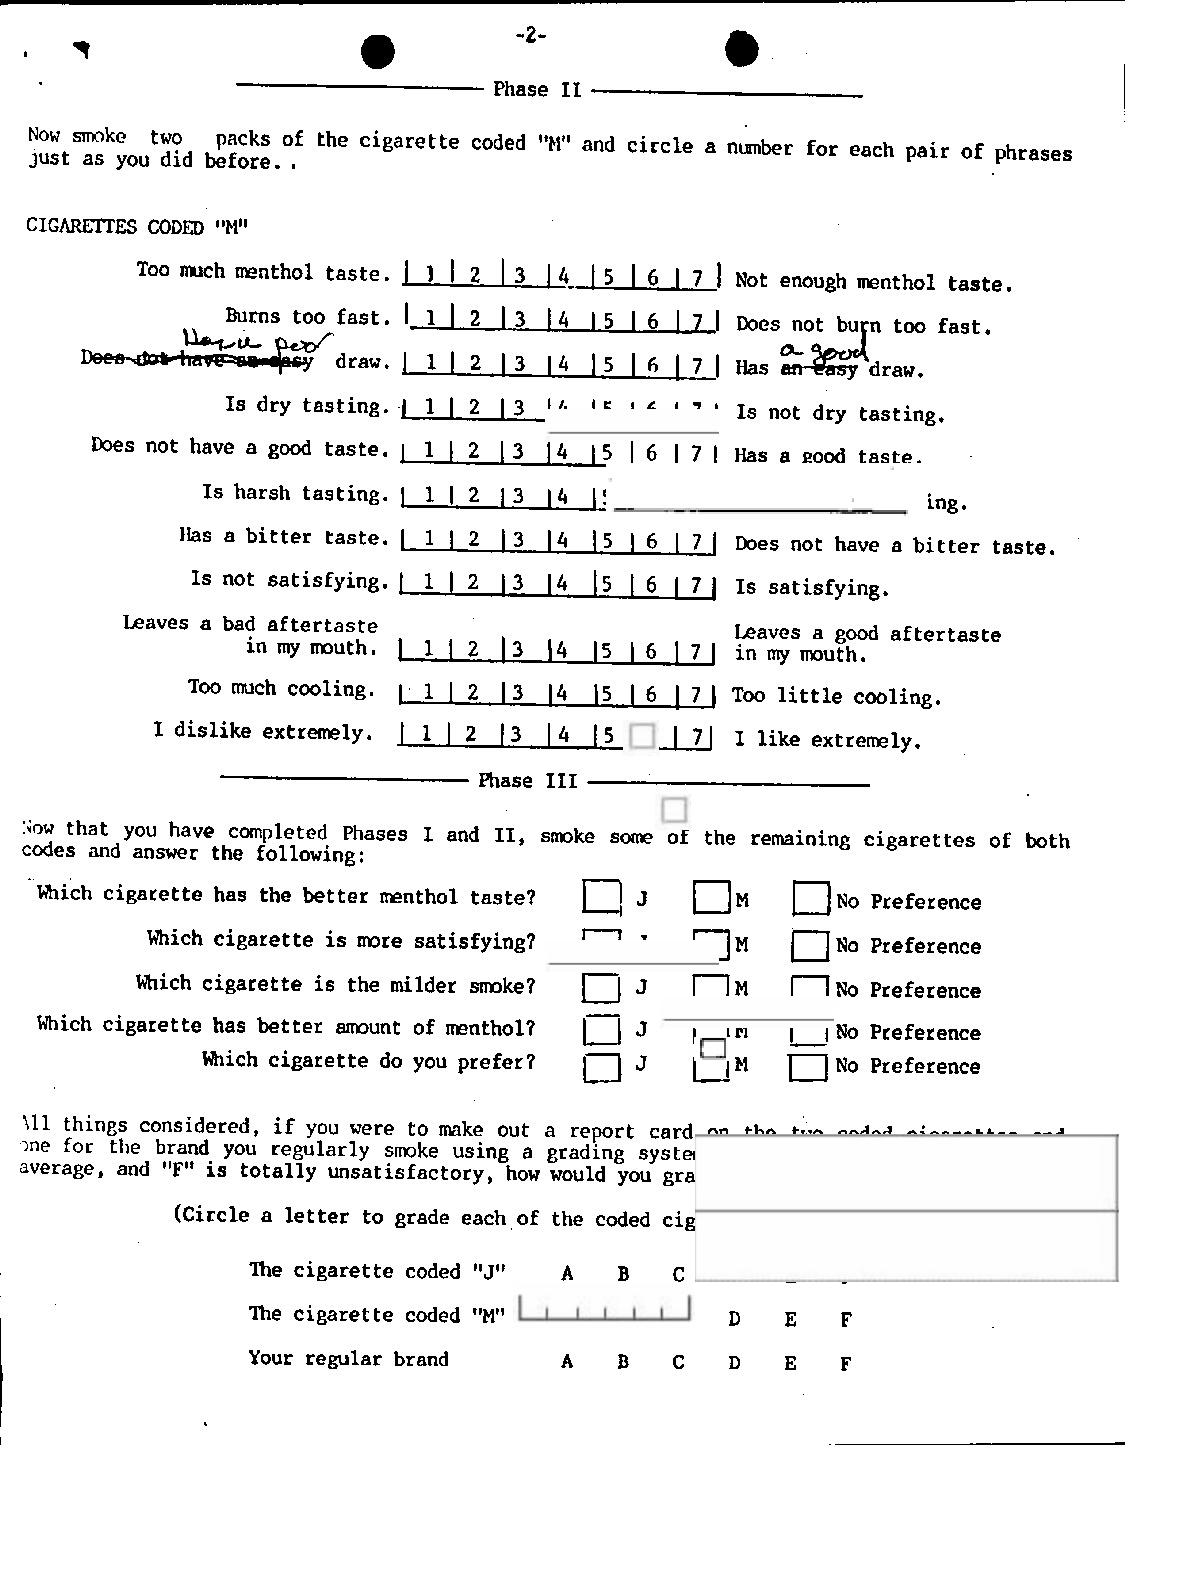 -2-
Phase II
Now smoke two packs of the cigarette coded "M" and circle a number for each pair of phrases
just as you did before. .
CIGARETTES CODED "M"
Too much menthol taste. | 1 | 2 | 3 | 4 | 5 | 6 | 7 | Not enough menthol taste.
Burns too fast. | 1 | 2 | 3 | 4 | 5 | 6 | 7 | Does not burn too fast.
Does not have an easy draw. | 1 | 2 | 3 | 4 | 5 | 6 | 7 | Has a good an easy draw.
Is dry tasting. | 1 | 2 | 3 Is not dry tasting.
Does not have a good taste. | 1 | 2 | 3 | 4 | 5 | 6 | 7 | Has a good taste.
Is harsh tasting. | 1 | 2 | 3 | 4 | ing.
Has a bitter taste. | 1 | 2 | 3 | 4 | 5 | 6 | 7 | Does not have a bitter taste.
Is not satisfying. | 1 | 2 | 3 | 4 | 5 | 6 | 7 | Is satisfying.
Leaves a bad aftertaste Leaves a good aftertaste
in my mouth. | 1 | 2 | 3 | 4 | 5 | 6 | 7 | in my mouth.
Too much cooling. | 1 | 2 | 3 | 4 | 5 | 6 | 7 | Too little cooling.
I dislike extremely. | 1 | 2 | 3 | 4 | 5 | 7 | I like extremely.
Phase III
Now that you have completed Phases I and II, smoke some of the remaining cigarettes of both
codes and answer the following:
Which cigarette has the better menthol taste? J M No Preference
Which cigarette is more satisfying? M No Preference
Which cigarette is the milder smoke? J M No Preference
Which cigarette has better amount of menthol? J No Preference
Which cigarette do you prefer? J M No Preference
All things considered, if you were to make out a report card on the two coded cigarettes and
one for the brand you regularly smoke using a grading
average, and "F" is totally unsatisfactory, how would you
(Circle a letter to grade each of the coded
The cigarette coded "J" A B C
The cigarette coded "M" D E F
Your regular brand A B C D E F